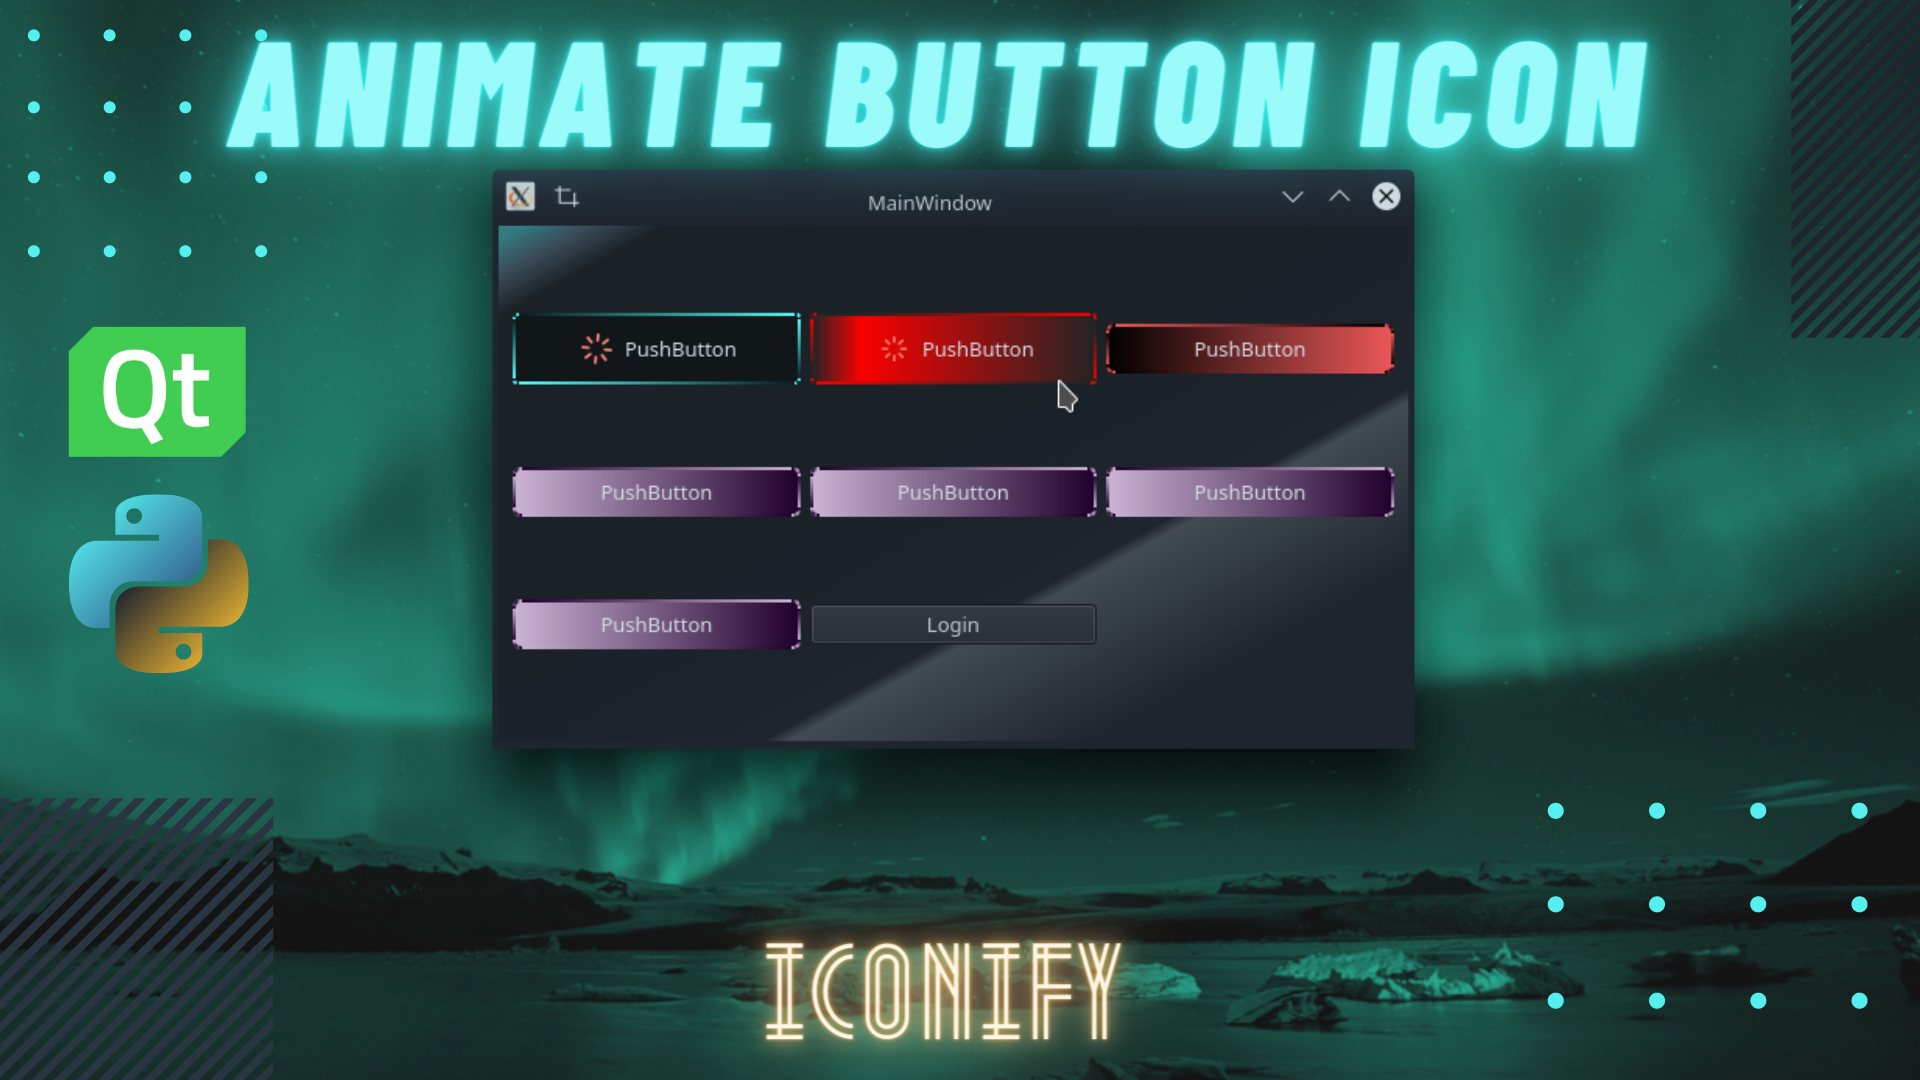 ANIMATE BUTTON ICON
MainWindow
PushButton
PushButton
PushButton
PushButton
PushButton
PushButton
PushButton
Login
Qt
ICONIFY